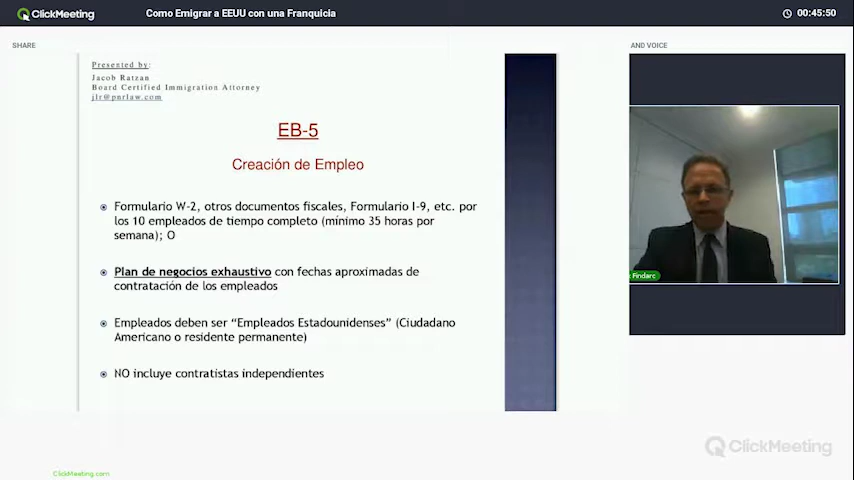 ClickMeeting
Como Emigrar a EEUU con una Franquicia
00:45:50
SHARE
AND VOICE
Presented by:
Jacob Ratzan
Board Certified Immigration Attorney
jlr@pnrlaw.com
EB-5
Creación de Empleo
Formulario W-2, otros documentos fiscales, Formulario I-9, etc. por
los 10 empleados de tiempo completo (mínimo 35 horas por
semana); O
Plan de negocios exhaustivo con fechas aproximadas de
contratación de los empleados
Empleados deben ser “Empleados Estadounidenses” (Ciudadano
Americano o residente permanente)
NO incluye contratistas independientes
Findarc
ClickMeeting
ClickMeeting.com